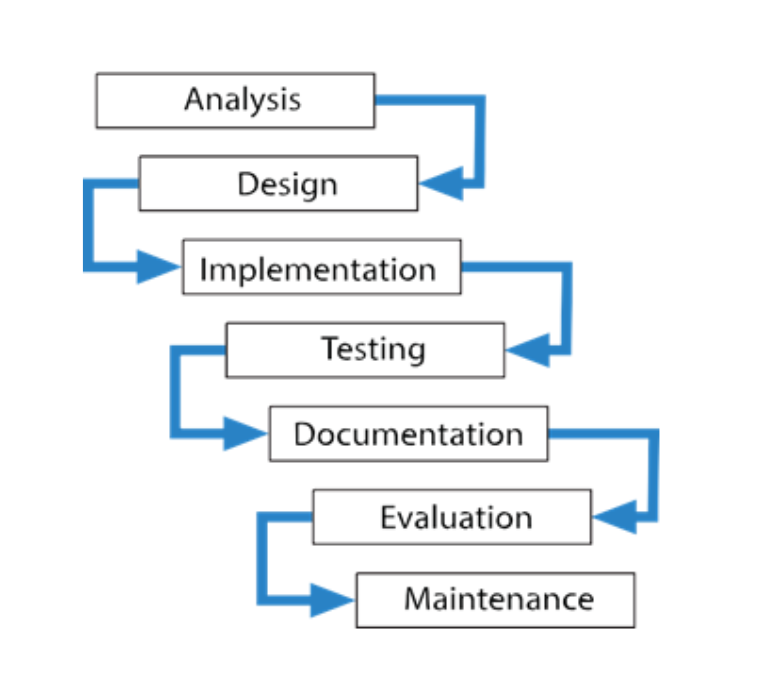 Analysis
Design
Implementation
Testing
Documentation
Evaluation
Maintenance